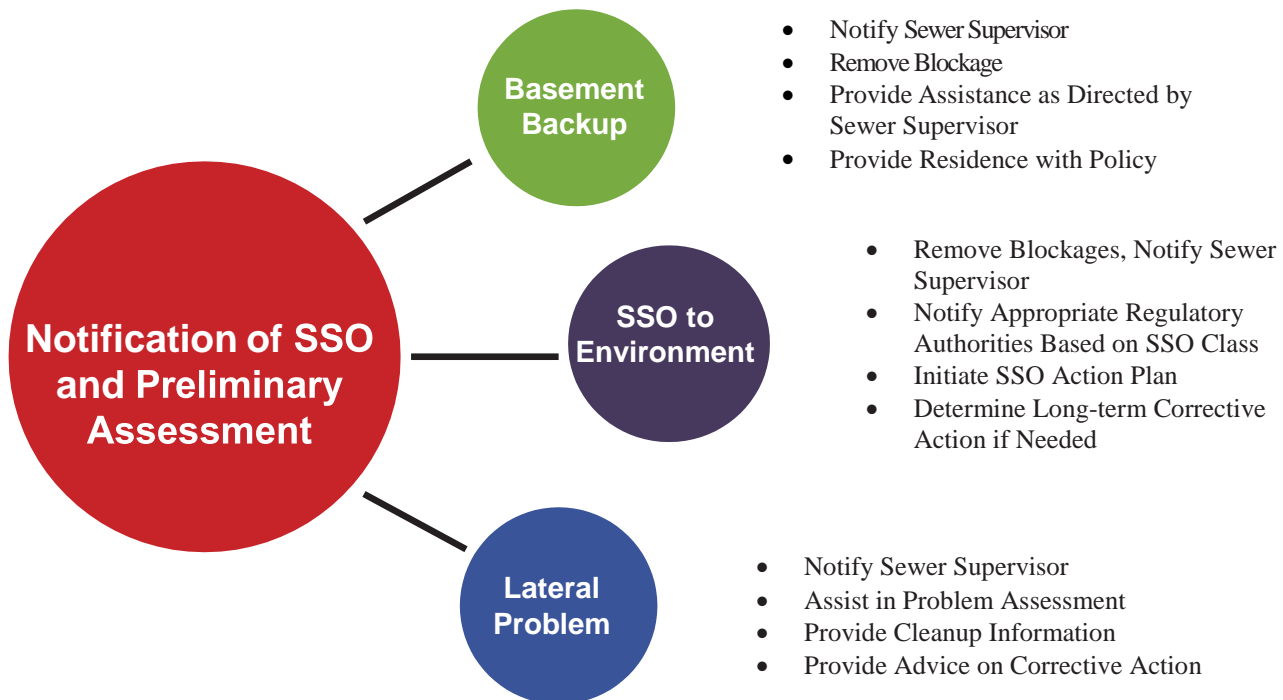 Notification of SSO
and Preliminary
Assessment
Basement
Backup
• Notify Sewer Supervisor
• Remove Blockage
• Provide Assistance as Directed by
Sewer Supervisor
• Provide Residence with Policy
SSO to
Environment
• Remove Blockages, Notify Sewer
Supervisor
• Notify Appropriate Regulatory
Authorities Based on SSO Class
• Initiate SSO Action Plan
• Determine Long-term Corrective
Action if Needed
Lateral
Problem
• Notify Sewer Supervisor
• Assist in Problem Assessment
• Provide Cleanup Information
• Provide Advice on Corrective Action